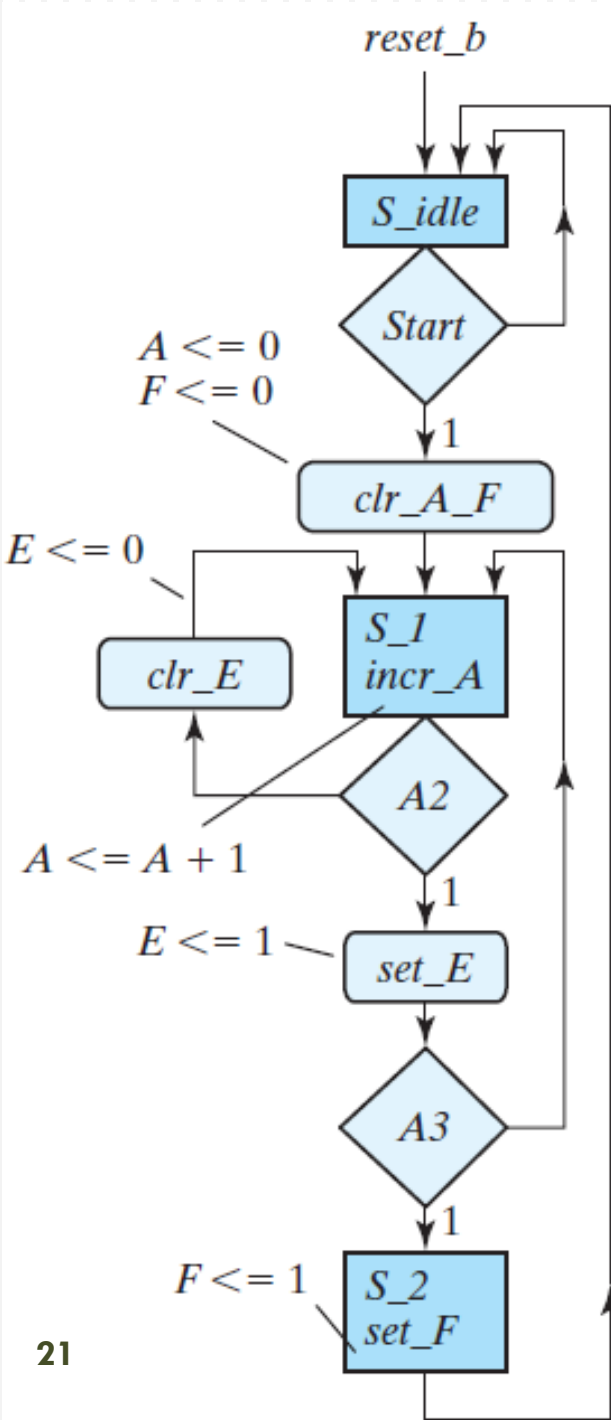 reset_b
S_idle
Start
A <= 0
F <= 0
1
clr_A_F
E <= 0
S_1
incr_A
clr_E
A2
A <= A + 1
1
E <= 1
set_E
A3
1
F <= 1
S_2
set_F
21